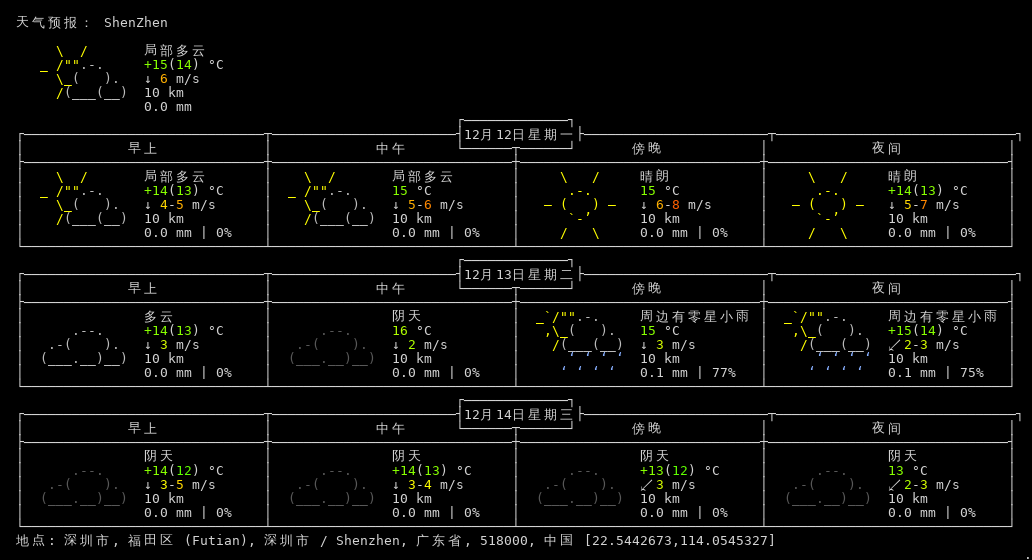 天气预报： ShenZhen
局部多云
+15(14) °C
↓ 6 m/s
10 km
0.0 mm
12月12日星期一
早上 中午 傍晚 夜间
局部多云 局部多云 晴朗 晴朗
+14(13) °C 15 °C 15 °C +14(13) °C
↓ 4-5 m/s ↓ 5-6 m/s ↓ 6-8 m/s ↓ 5-7 m/s
10 km 10 km 10 km 10 km
0.0 mm | 0% 0.0 mm | 0% 0.0 mm | 0% 0.0 mm | 0%
12月13日星期二
早上 中午 傍晚 夜间
多云 阴天 周边有零星小雨 周边有零星小雨
+14(13) °C 16 °C 15 °C +15(14) °C
↓ 3 m/s ↓ 2 m/s ↓ 3 m/s ↙ 2-3 m/s
10 km 10 km 10 km 10 km
0.0 mm | 0% 0.0 mm | 0% 0.1 mm | 77% 0.1 mm | 75%
12月14日星期三
早上 中午 傍晚 夜间
阴天 阴天 阴天 阴天
+14(12) °C +14(13) °C +13(12) °C 13 °C
↓ 3-5 m/s ↓ 3-4 m/s ↙ 3 m/s ↙ 2-3 m/s
10 km 10 km 10 km 10 km
0.0 mm | 0% 0.0 mm | 0% 0.0 mm | 0% 0.0 mm | 0%
地点: 深圳市, 福田区 (Futian), 深圳市 / Shenzhen, 广东省, 518000, 中国 [22.5442673,114.0545327]